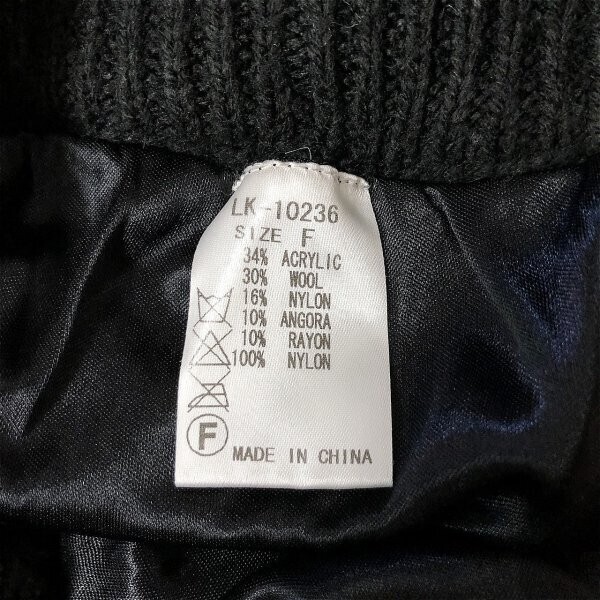 LK-10236
SIZE F
34% ACRYLIC
30% WOOL
16% NYLON
10% ANGORA
10% RAYON
100% NYLON
F
MADE IN CHINA